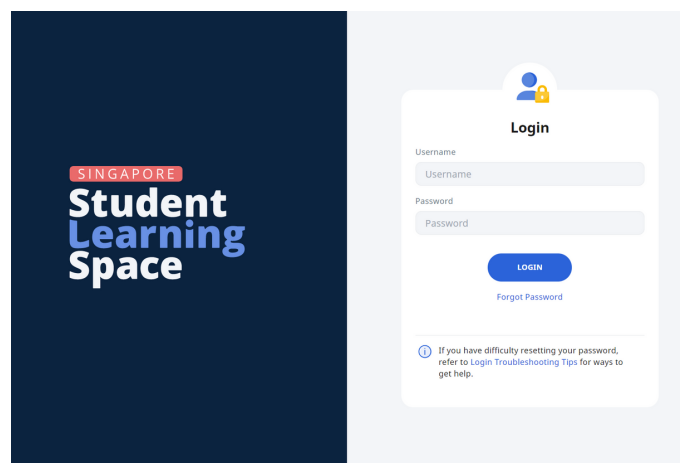 SINGAPORE
Student
Learning
Space
Login
Username
Username
Password
Password
LOGIN
Forgot Password
If you have difficulty resetting your password,
refer to Login Troubleshooting Tips for ways to
get help.